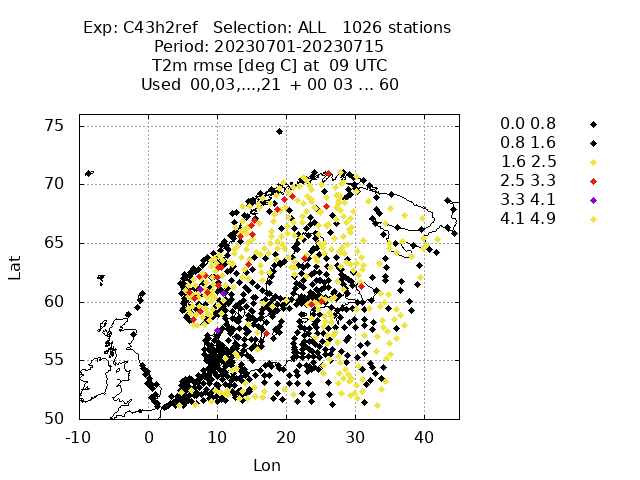 Exp: C43h2ref   Selection: ALL   1026 stations
Period: 20230701-20230715
T2m rmse [deg C] at  09 UTC
Used  00,03,...,21  + 00 03 ... 60
75
70
65
60
55
50
-10 0 10 20 30 40
Lat
Lon
0.0 0.8
0.8 1.6
1.6 2.5
2.5 3.3
3.3 4.1
4.1 4.9